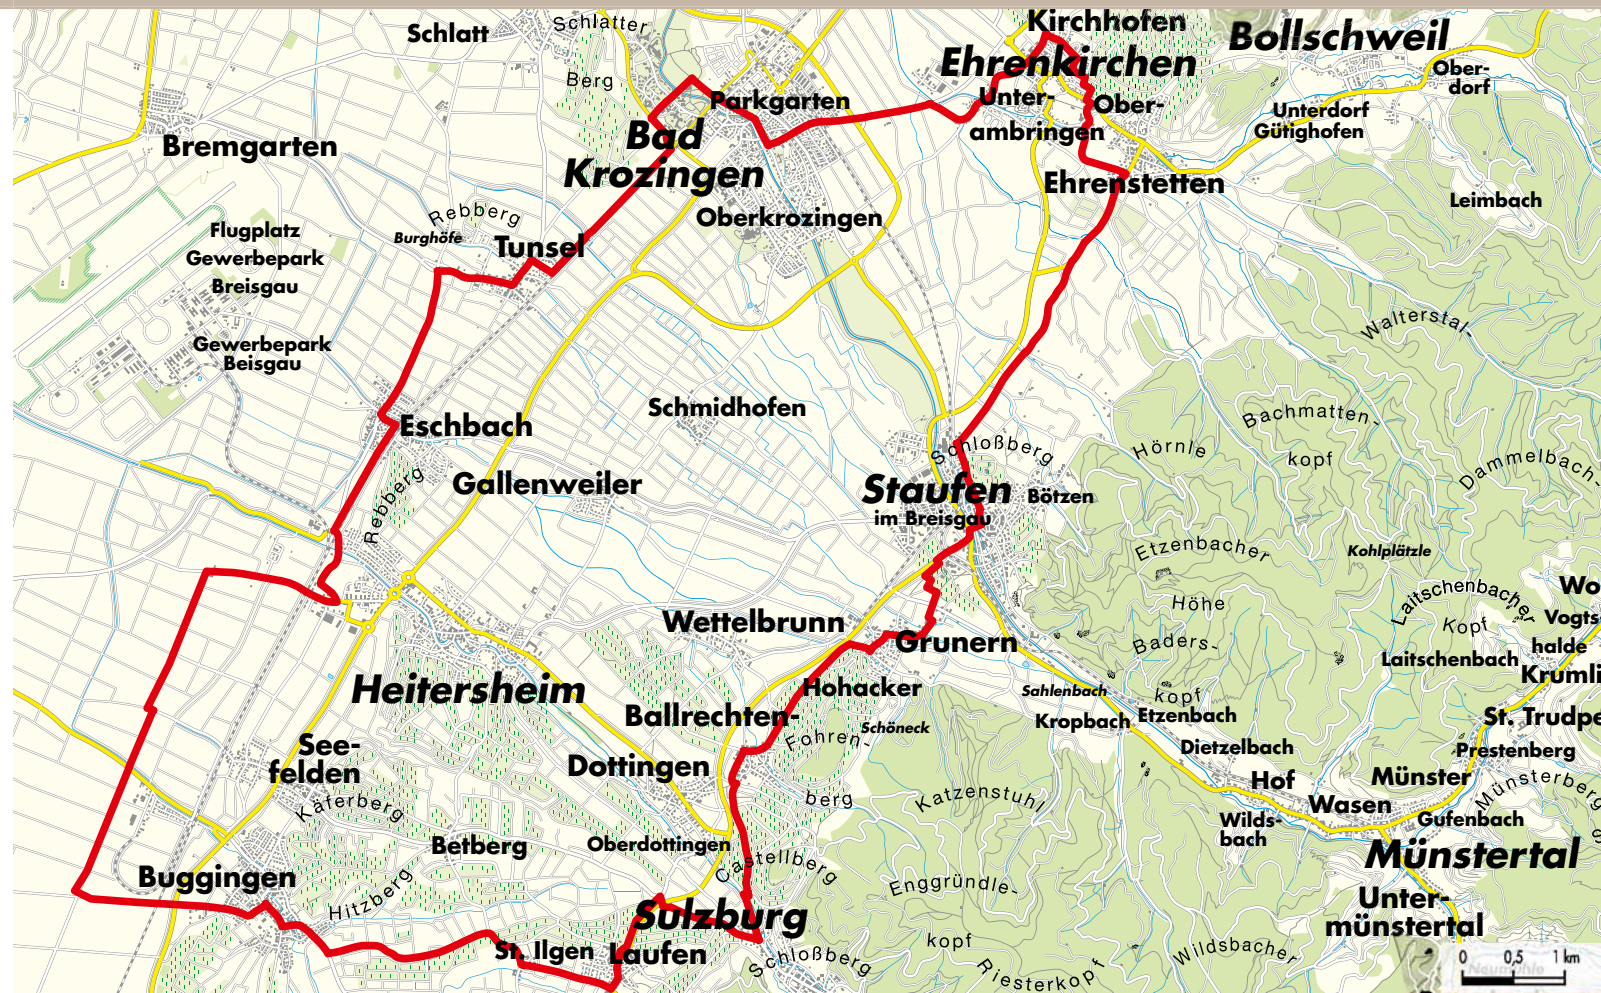 Kirchhofen
Schlatter
Schlatt
Bollschweil
Ehrenkirchen
Ober-
dorf
Berg
Parkgarten
Unter-
ambringen
Ober-
Unterdorf
Gütighofen
Bremgarten
Bad
Krozingen
Ehrenstetten
Leimbach
Rebberg
Oberkrozingen
Flugplatz
Gewerbepark
Breisgau
Burghöfe
Tunsel
Walterstal-
Gewerbepark
Beisgau
Schmidhofen
Bachmatten-
kopf
Eschbach
Schloßberg
Hörnle
Dammelbach-
Gallenweiler
Rebberg
Staufen
im Breisgau
Bötzen
Etzenbacher
Höhe
Kohlplätzle
Laitschenbacher
Kopf
Wo
Vogts-
halde
Wettelbrunn
Grunern
Baders-
kopf
Laitschenbach
Krumli
Heitersheim
Hohacker
Sahlenbach
Ballrechten-
Dottingen
Schöneck
Kropbach
Etzenbach
St. Trudpe
Fohren-
berg
See-
felden
Dietzelbach
Prestenberg
Hof
Münster
Münsterberg
Käferberg
Katzenstuhl
Wasen
Wilds-
bach
Gufenbach
Betberg
Oberdottingen
Münstertal
Castellberg
Buggingen
Hitzberg
Enggründle-
kopf
Unter-
münstertal
Sulzburg
St. Ilgen
Laufen
Schloßberg
Riesterkopf
Wildsbacher
0 0,5 1 km
Neumühle